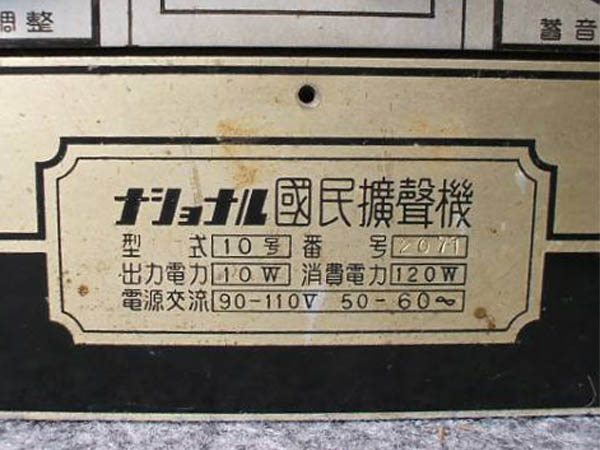 調整
蓄音
ナショナル 國民擴聲機
型式 10号 番号 2071
出力電力 10W 消費電力 120W
電源交流 90-110V 50-60~